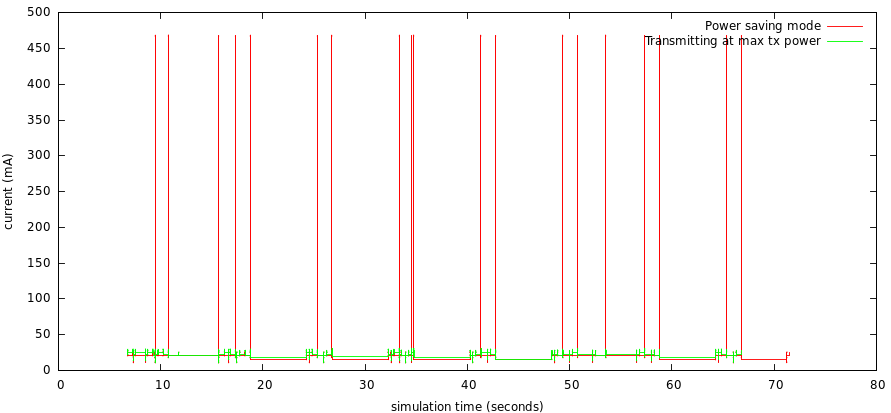 500
450
400
350
300
250
200
150
100
50
0
current (mA)
Power saving mode
Transmitting at max tx power
0 10 20 30 40 50 60 70 80
simulation time (seconds)